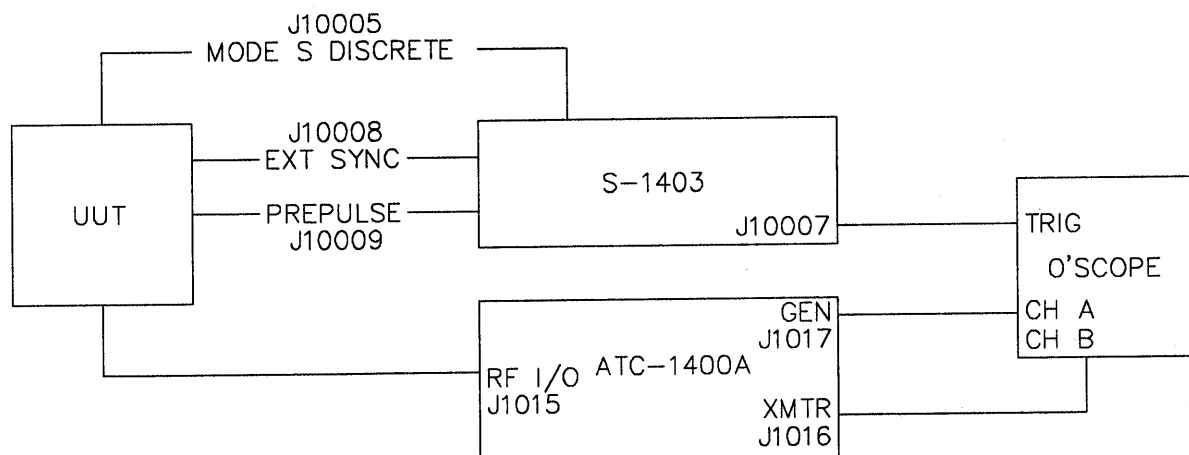 J10005
MODE S DISCRETE
J10008
EXT SYNC
S-1403
UUT
PREPULSE
J10009
J10007
TRIG
O'SCOPE
GEN
J1017
CH A
CH B
RF I/O
J1015
ATC-1400A
XMTR
J1016